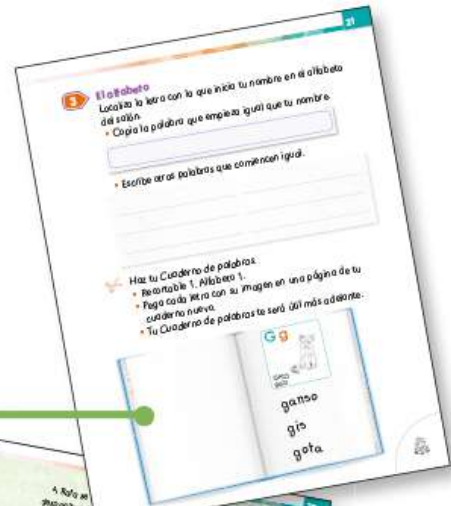 21
3
El alfabeto
Localiza la letra con la que inicia tu nombre en el alfabeto
del salón.
• Copia la palabra que empieza igual que tu nombre.
• Escribe otras palabras que comiencen igual.
Haz tu Cuaderno de palabras.
• Recortable 1. Alfabeto 1.
• Pega cada letra con su imagen en una página de tu
cuaderno nuevo.
• Tu Cuaderno de palabras te será útil más adelante.
G g
ganso
gis
gota